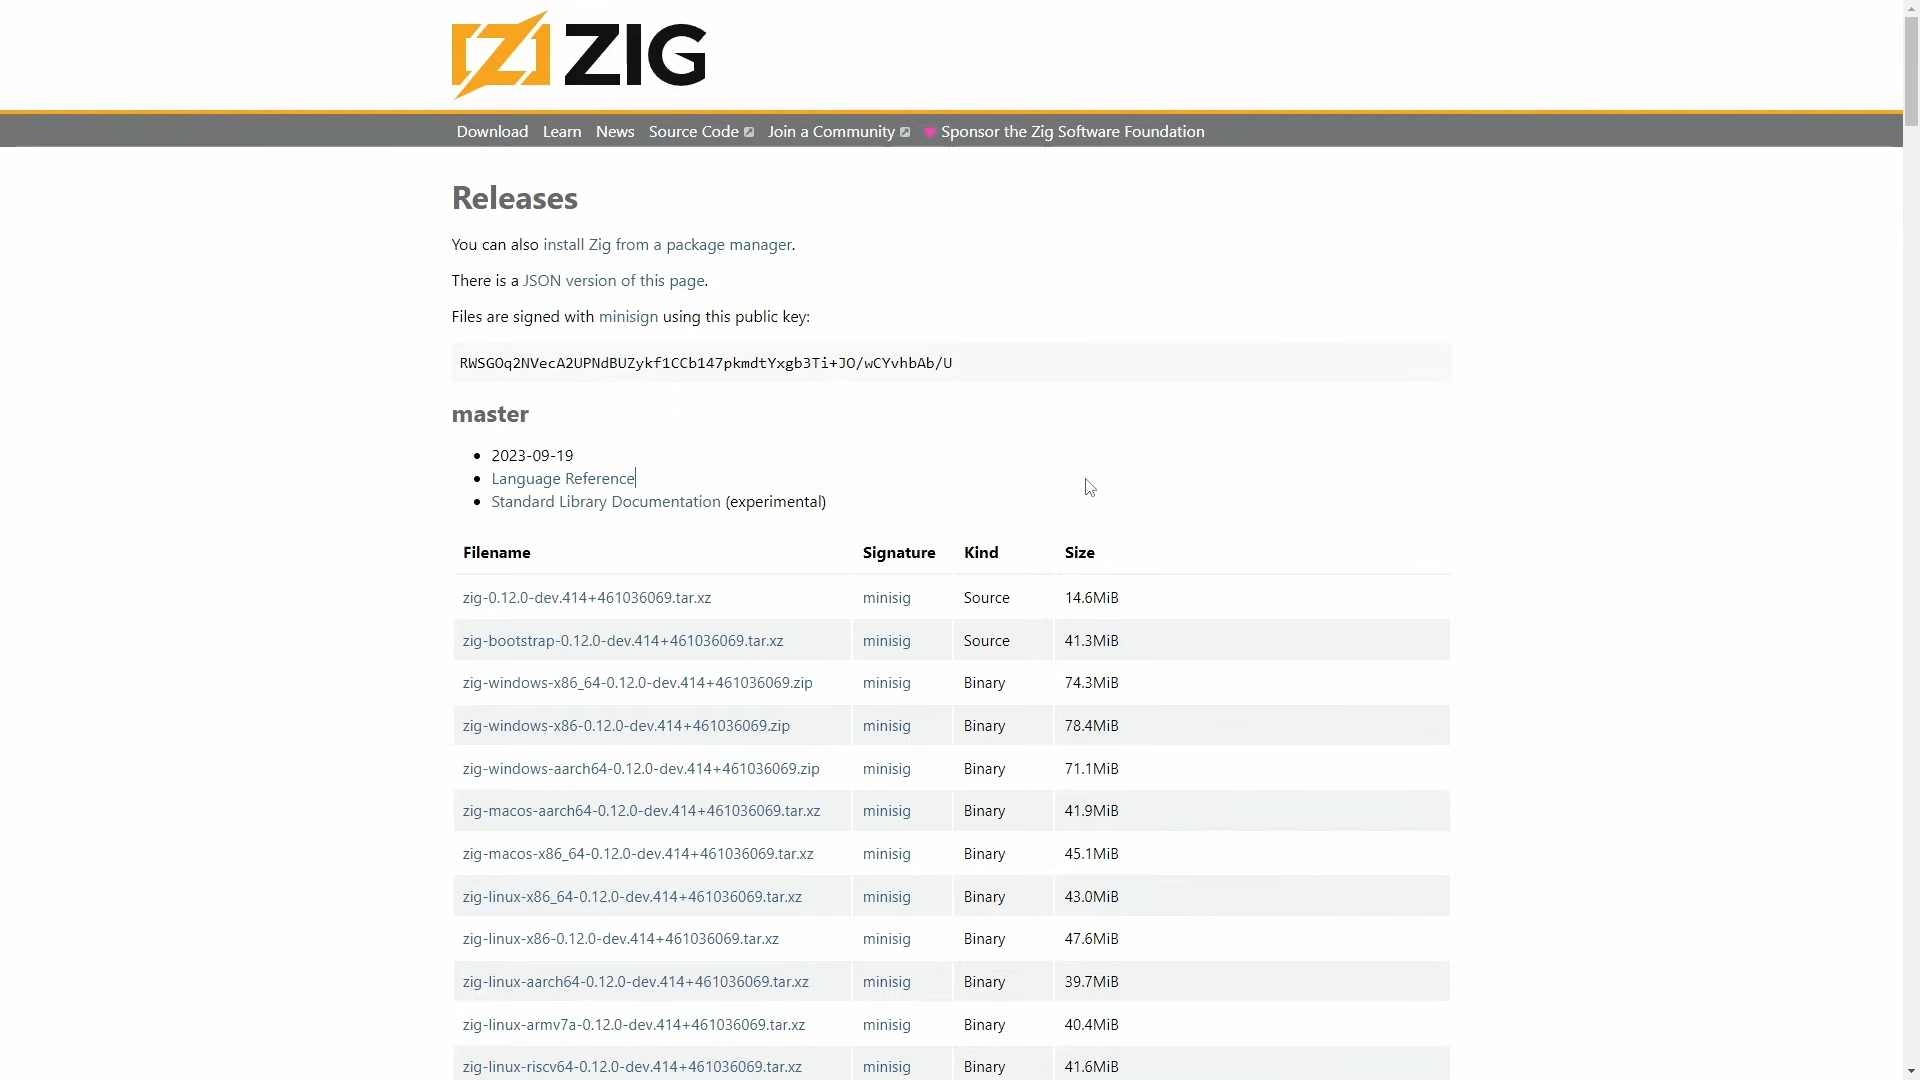 ZIG
Download Learn News Source Code Join a Community Sponsor the Zig Software Foundation
Releases
You can also install Zig from a package manager.
There is a JSON version of this page.
Files are signed with minisign using this public key:
RWSGOq2NVecA2UPNdBUZykf1CCb147pkmdtYxgb3Ti+JO/wCYvhbAb/U
master
2023-09-19
Language Reference
Standard Library Documentation (experimental)
Filename Signature Kind Size
zig-0.12.0-dev.414+461036069.tar.xz minisig Source 14.6MiB
zig-bootstrap-0.12.0-dev.414+461036069.tar.xz minisig Source 41.3MiB
zig-windows-x86_64-0.12.0-dev.414+461036069.zip minisig Binary 74.3MiB
zig-windows-x86-0.12.0-dev.414+461036069.zip minisig Binary 78.4MiB
zig-windows-aarch64-0.12.0-dev.414+461036069.zip minisig Binary 71.1MiB
zig-macos-aarch64-0.12.0-dev.414+461036069.tar.xz minisig Binary 41.9MiB
zig-macos-x86_64-0.12.0-dev.414+461036069.tar.xz minisig Binary 45.1MiB
zig-linux-x86_64-0.12.0-dev.414+461036069.tar.xz minisig Binary 43.0MiB
zig-linux-x86-0.12.0-dev.414+461036069.tar.xz minisig Binary 47.6MiB
zig-linux-aarch64-0.12.0-dev.414+461036069.tar.xz minisig Binary 39.7MiB
zig-linux-armv7a-0.12.0-dev.414+461036069.tar.xz minisig Binary 40.4MiB
zig-linux-riscv64-0.12.0-dev.414+461036069.tar.xz minisig Binary 41.6MiB